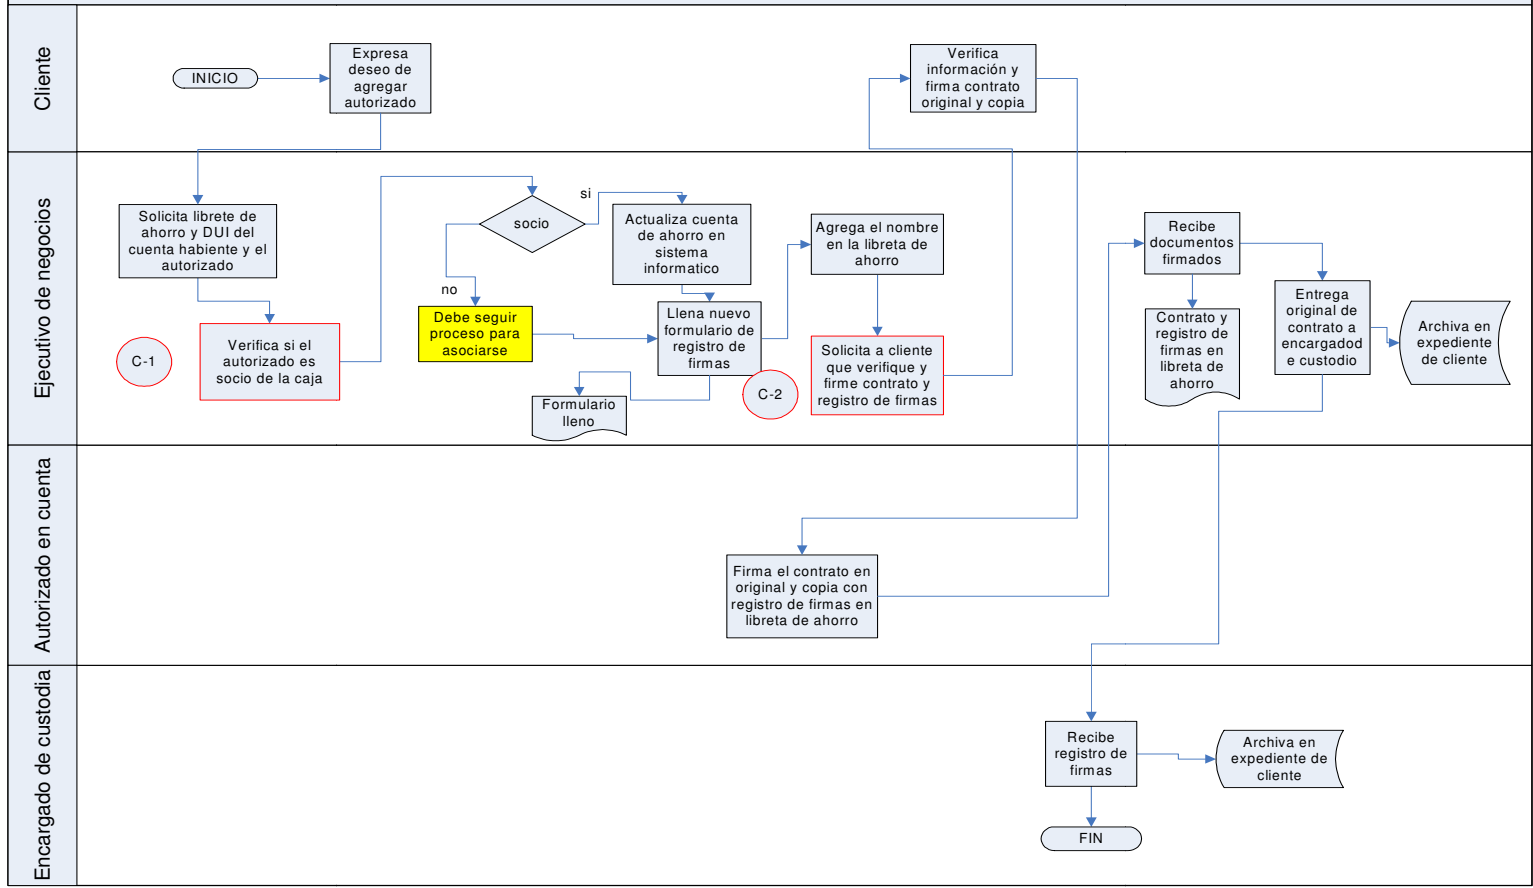 Cliente
INICIO
Expresa
deseo de
agregar
autorizado
Verifica
información y
firma contrato
original y copia
Ejecutivo de negocios
Solicita librete de
ahorro y DUI del
cuenta habiente y el
autorizado
C-1
Verifica si el
autorizado es
socio de la caja
socio
si
no
Debe seguir
proceso para
asociarse
Actualiza cuenta
de ahorro en
sistema
informatico
Llena nuevo
formulario de
registro de
firmas
Formulario
lleno
C-2
Agrega el nombre
en la libreta de
ahorro
Solicita a cliente
que verifique y
firme contrato y
registro de firmas
Recibe
documentos
firmados
Contrato y
registro de
firmas en
libreta de
ahorro
Entrega
original de
contrato a
encargadod
e custodio
Archiva en
expediente
de cliente
Autorizado en cuenta
Firma el contrato en
original y copia con
registro de firmas en
libreta de ahorro
Encargado de custodia
Recibe
registro de
firmas
Archiva en
expediente de
cliente
FIN